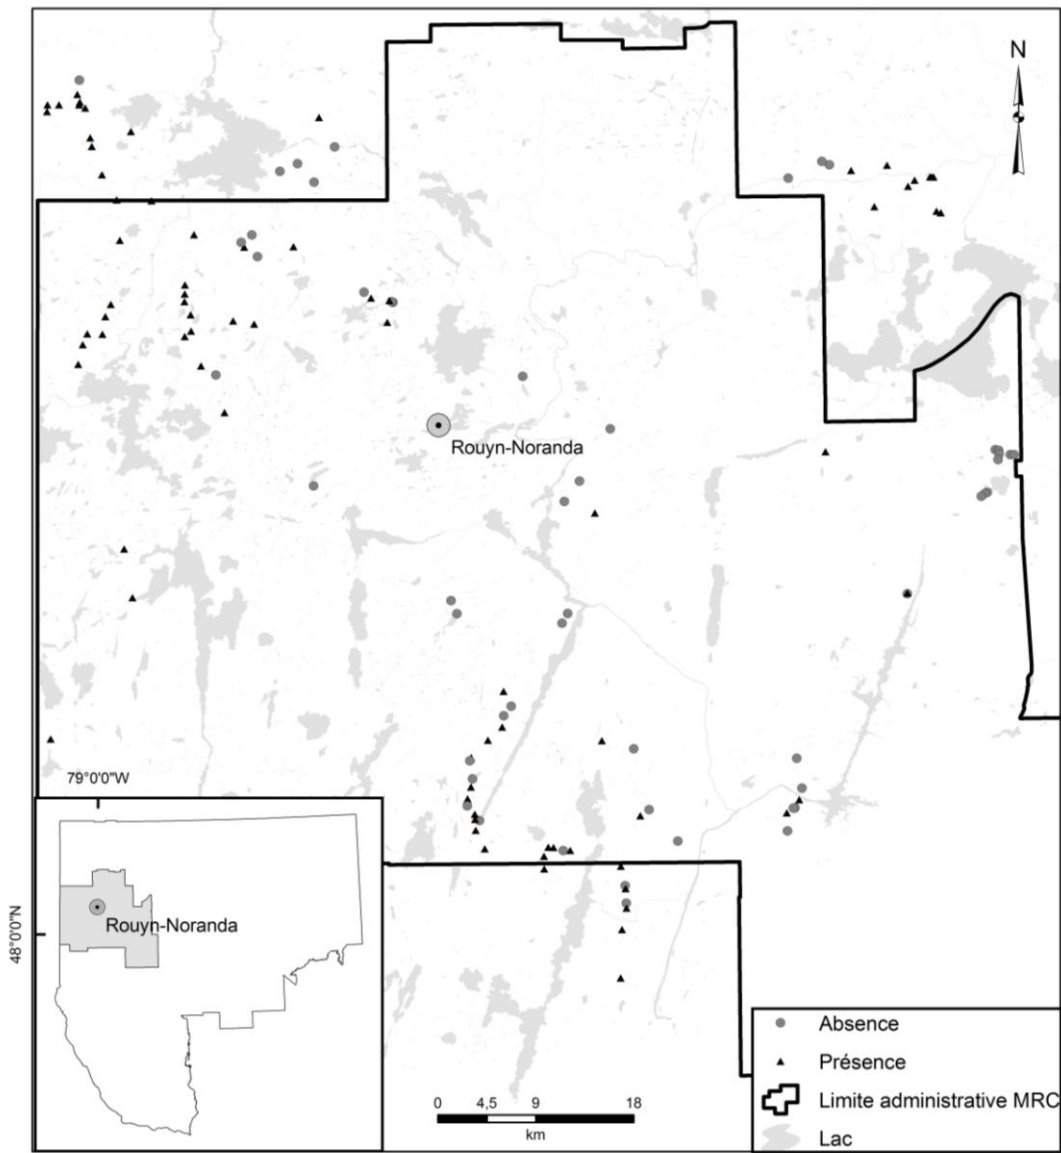 N
Rouyn-Noranda
79°0'0"W
48°0'0"N
Rouyn-Noranda
0 4,5 9 18
km
Absence
Présence
Limite administrative MRC
Lac